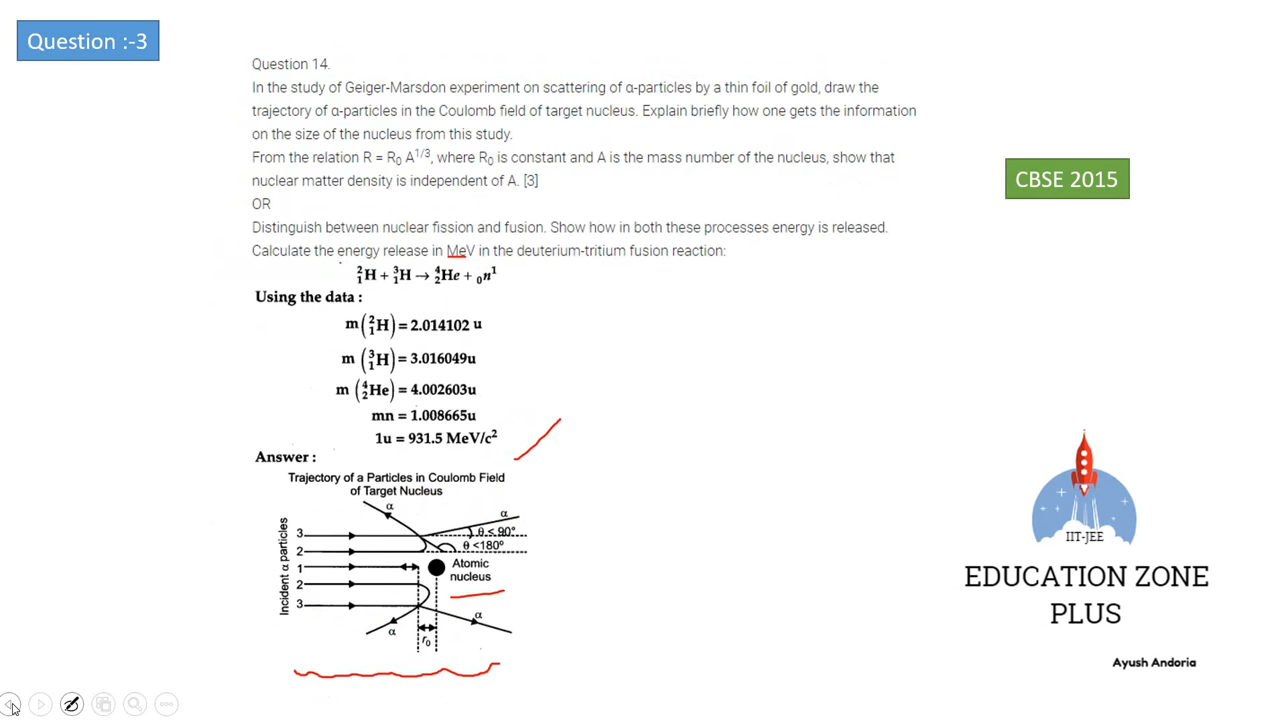 Question :-3
Question 14.
In the study of Geiger-Marsdon experiment on scattering of α-particles by a thin foil of gold, draw the
trajectory of α-particles in the Coulomb field of target nucleus. Explain briefly how one gets the information
on the size of the nucleus from this study.
From the relation R = R₀ A^1/3, where R₀ is constant and A is the mass number of the nucleus, show that
nuclear matter density is independent of A. [3]
OR
Distinguish between nuclear fission and fusion. Show how in both these processes energy is released.
Calculate the energy release in MeV in the deuterium-tritium fusion reaction:
²₁H + ³₁H → ⁴₂He + ₀n¹
Using the data :
m(²₁H) = 2.014102 u
m (³₁H) = 3.016049u
m (⁴₂He) = 4.002603u
mn = 1.008665u
1u = 931.5 MeV/c²
Answer :
Trajectory of a Particles in Coulomb Field
of Target Nucleus
α
α
θ < 90°
θ <180°
Incident α particles
3
2
1
2
3
Atomic
nucleus
α
α
r₀
CBSE 2015
IIT-JEE
EDUCATION ZONE
PLUS
Ayush Andoria